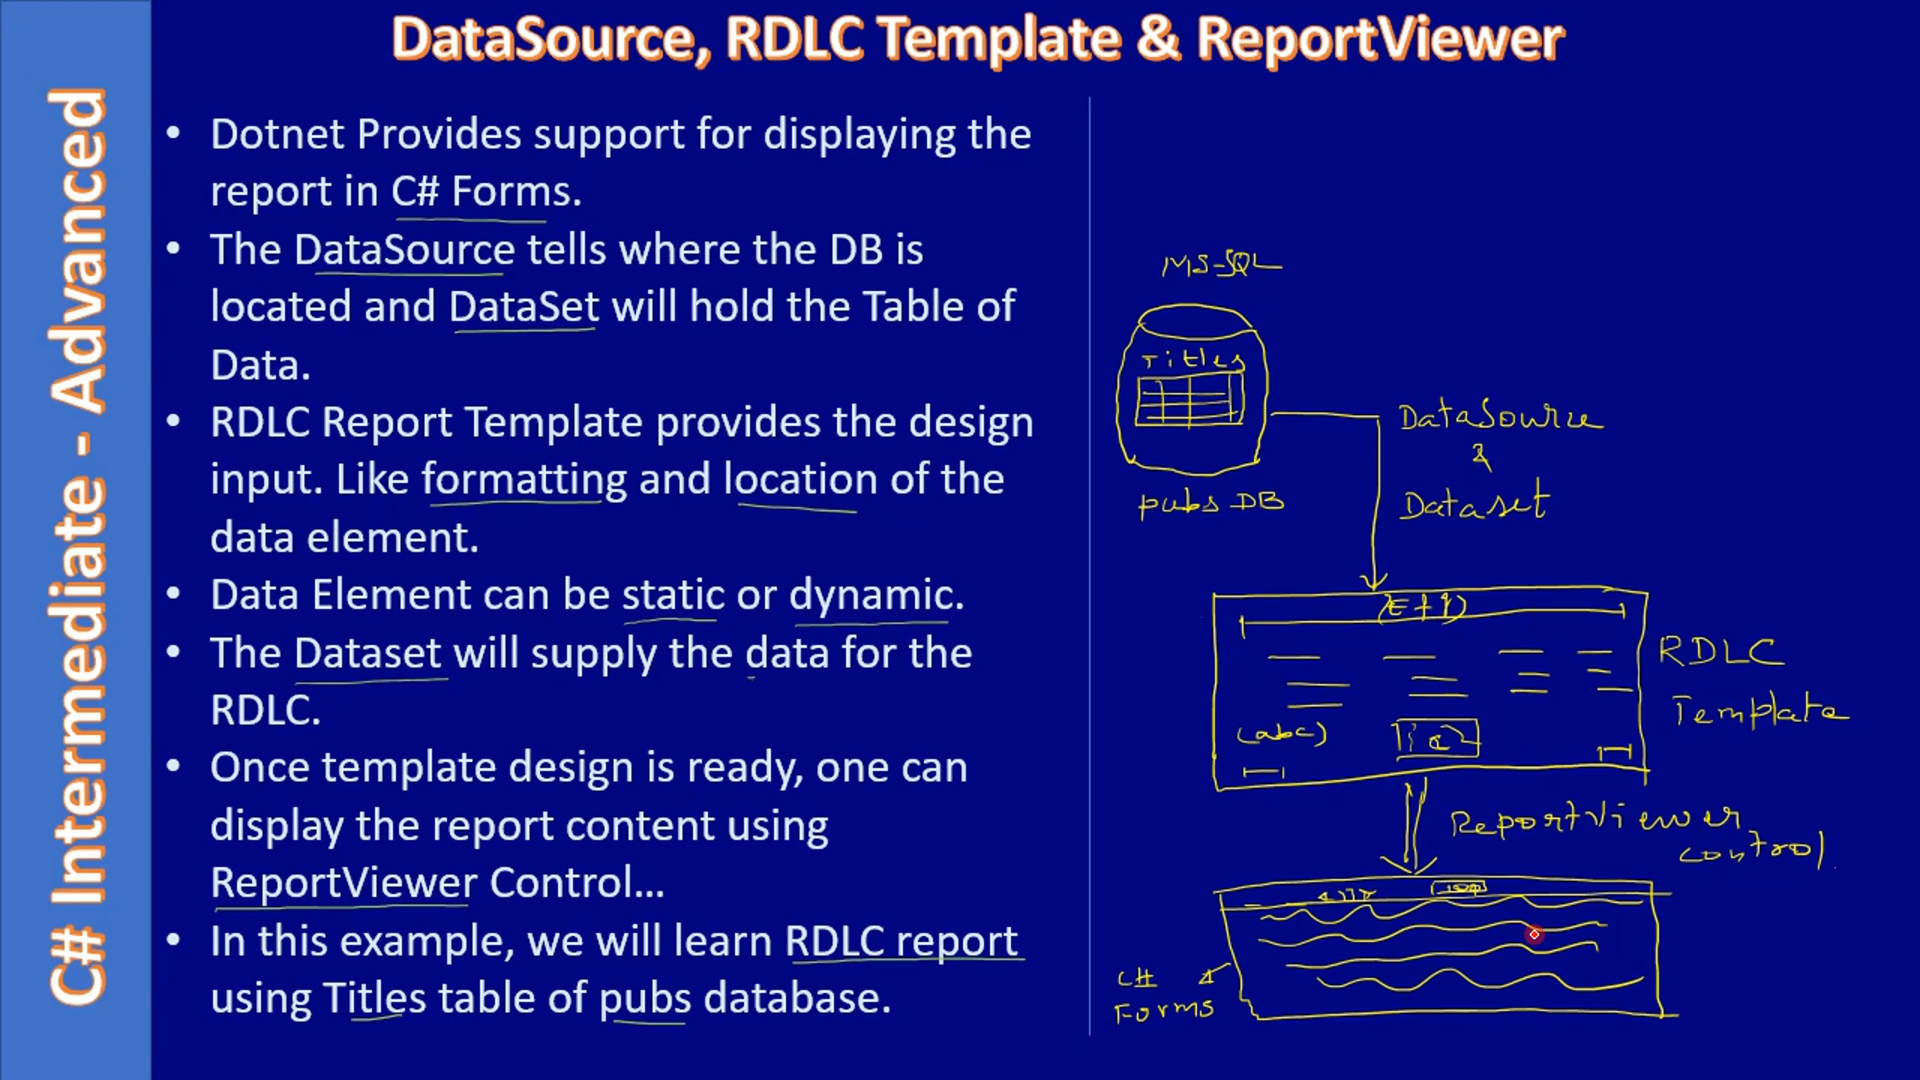 DataSource, RDLC Template & ReportViewer
C# Intermediate - Advanced
• Dotnet Provides support for displaying the
report in C# Forms.
• The DataSource tells where the DB is
located and DataSet will hold the Table of
Data.
• RDLC Report Template provides the design
input. Like formatting and location of the
data element.
• Data Element can be static or dynamic.
• The Dataset will supply the data for the
RDLC.
• Once template design is ready, one can
display the report content using
ReportViewer Control...
• In this example, we will learn RDLC report
using Titles table of pubs database.
MS-SQL
Titles
pubs DB
DataSource
&
Dataset
RDLC
Template
(abc)
ReportViewer
control
C#
Forms